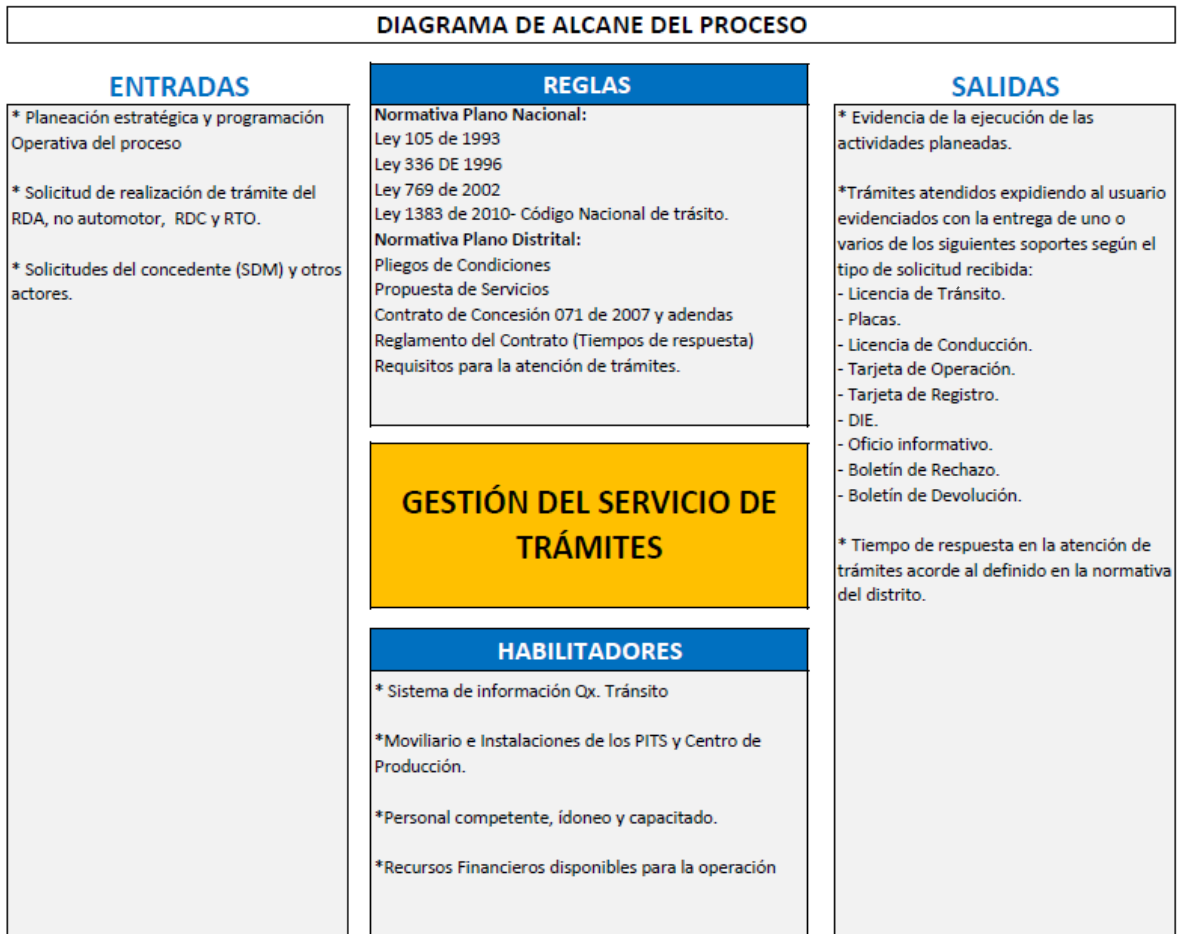 DIAGRAMA DE ALCANE DEL PROCESO
ENTRADAS
* Planeación estratégica y programación
Operativa del proceso
* Solicitud de realización de trámite del
RDA, no automotor,  RDC y RTO.
* Solicitudes del concedente (SDM) y otros
actores.
REGLAS
Normativa Plano Nacional:
Ley 105 de 1993
Ley 336 DE 1996
Ley 769 de 2002
Ley 1383 de 2010- Código Nacional de trásito.
Normativa Plano Distrital:
Pliegos de Condiciones
Propuesta de Servicios
Contrato de Concesión 071 de 2007 y adendas
Reglamento del Contrato (Tiempos de respuesta)
Requisitos para la atención de trámites.
GESTIÓN DEL SERVICIO DE
TRÁMITES
HABILITADORES
* Sistema de información Qx. Tránsito
*Moviliario e Instalaciones de los PITS y Centro de
Producción.
*Personal competente, ídoneo y capacitado.
*Recursos Financieros disponibles para la operación
SALIDAS
* Evidencia de la ejecución de las
actividades planeadas.
*Trámites atendidos expidiendo al usuario
evidenciados con la entrega de uno o
varios de los siguientes soportes según el
tipo de solicitud recibida:
- Licencia de Tránsito.
- Placas.
- Licencia de Conducción.
- Tarjeta de Operación.
- Tarjeta de Registro.
- DIE.
- Oficio informativo.
- Boletín de Rechazo.
- Boletín de Devolución.
* Tiempo de respuesta en la atención de
trámites acorde al definido en la normativa
del distrito.